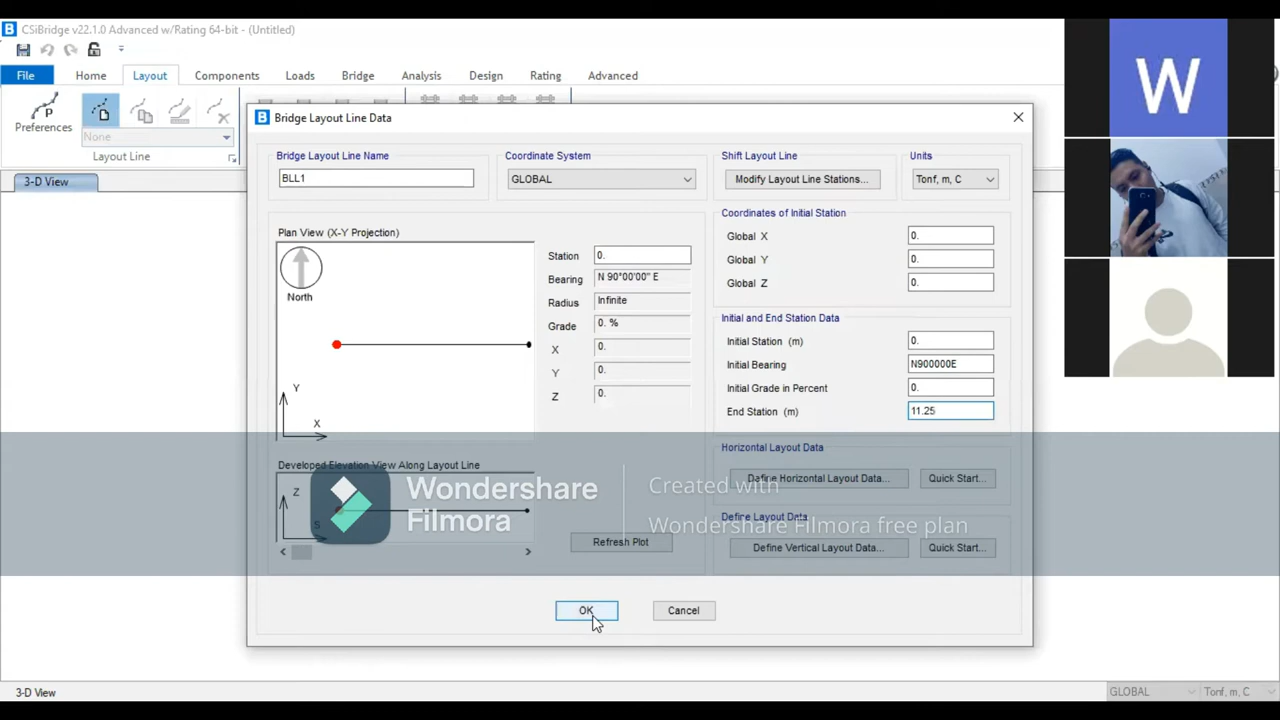 CSiBridge v22.1.0 Advanced w/Rating 64-bit - (Untitled)
File Home Layout Components Loads Bridge Analysis Design Rating Advanced
P
Preferences
None
Layout Line
3-D View
Bridge Layout Line Data
Bridge Layout Line Name
BLL1
Coordinate System
GLOBAL
Shift Layout Line
Modify Layout Line Stations...
Units
Tonf, m, C
Plan View (X-Y Projection)
North
Y
X
Station 0.
Bearing N 90°00'00" E
Radius Infinite
Grade 0. %
X 0.
Y 0.
Z 0.
Coordinates of Initial Station
Global X 0.
Global Y 0.
Global Z 0.
Initial and End Station Data
Initial Station (m) 0.
Initial Bearing N900000E
Initial Grade in Percent 0.
End Station (m) 11.25
Developed Elevation View Along Layout Line
Z
S
Refresh Plot
Horizontal Layout Data
Define Horizontal Layout Data... Quick Start...
Define Layout Data
Define Vertical Layout Data... Quick Start...
Wondershare
Filmora
Created with
Wondershare Filmora free plan
OK Cancel
W
3-D View
GLOBAL Tonf, m, C